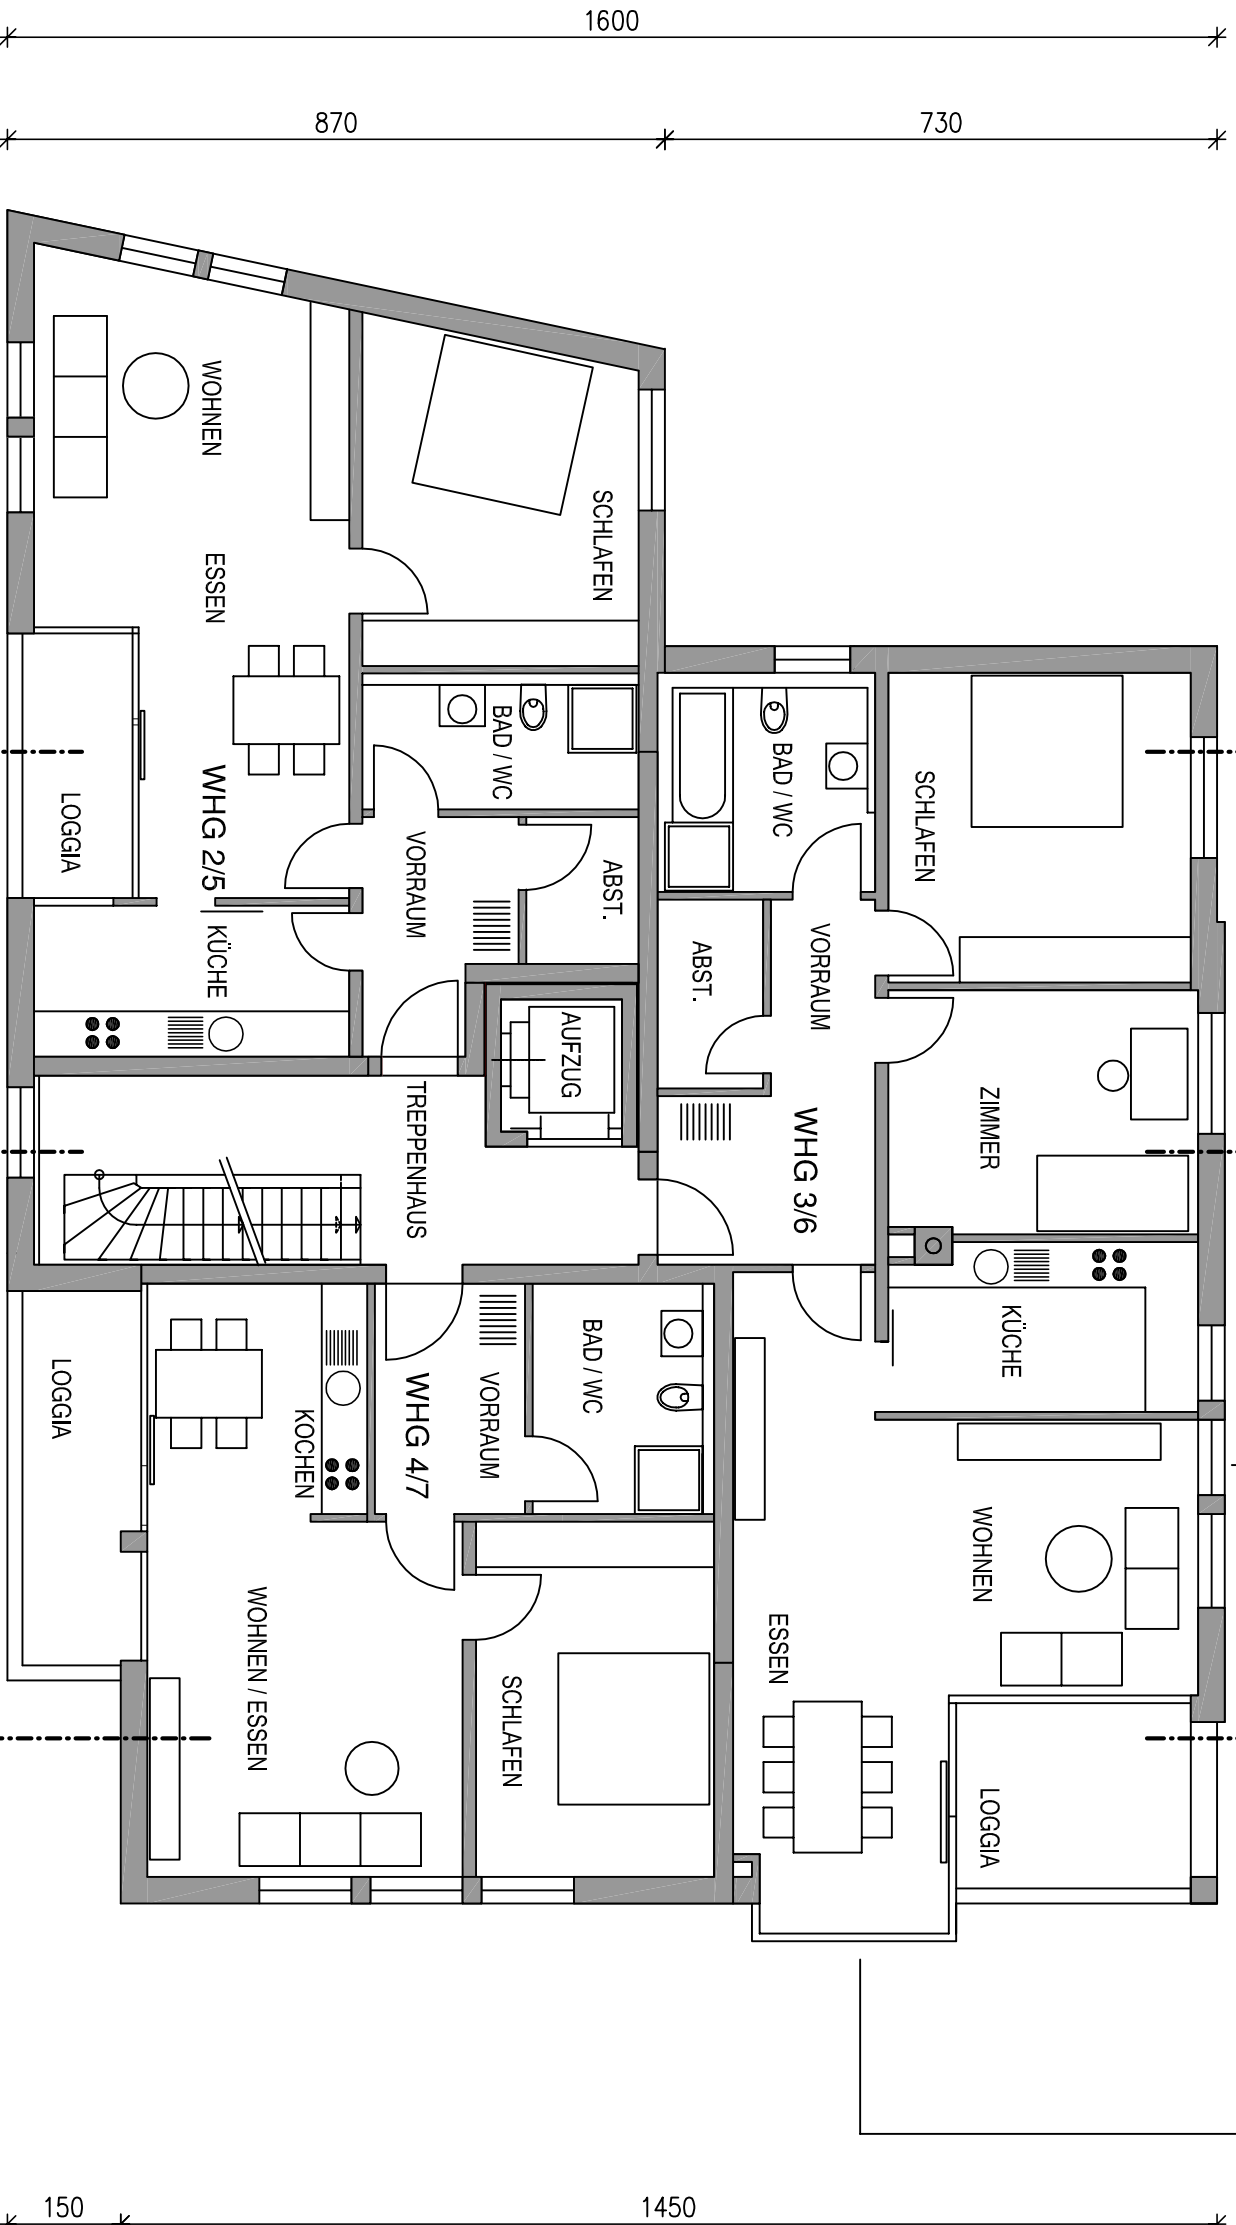 1600
870
730
WOHNEN
SCHLAFEN
ESSEN
BAD / WC
BAD / WC
SCHLAFEN
WHG 2/5
LOGGIA
VORRAUM
ABST.
KÜCHE
VORRAUM
ABST.
AUFZUG
TREPPENHAUS
ZIMMER
WHG 3/6
KÜCHE
LOGGIA
BAD / WC
WHG 4/7
VORRAUM
KOCHEN
WOHNEN
WOHNEN / ESSEN
ESSEN
SCHLAFEN
LOGGIA
150
1450